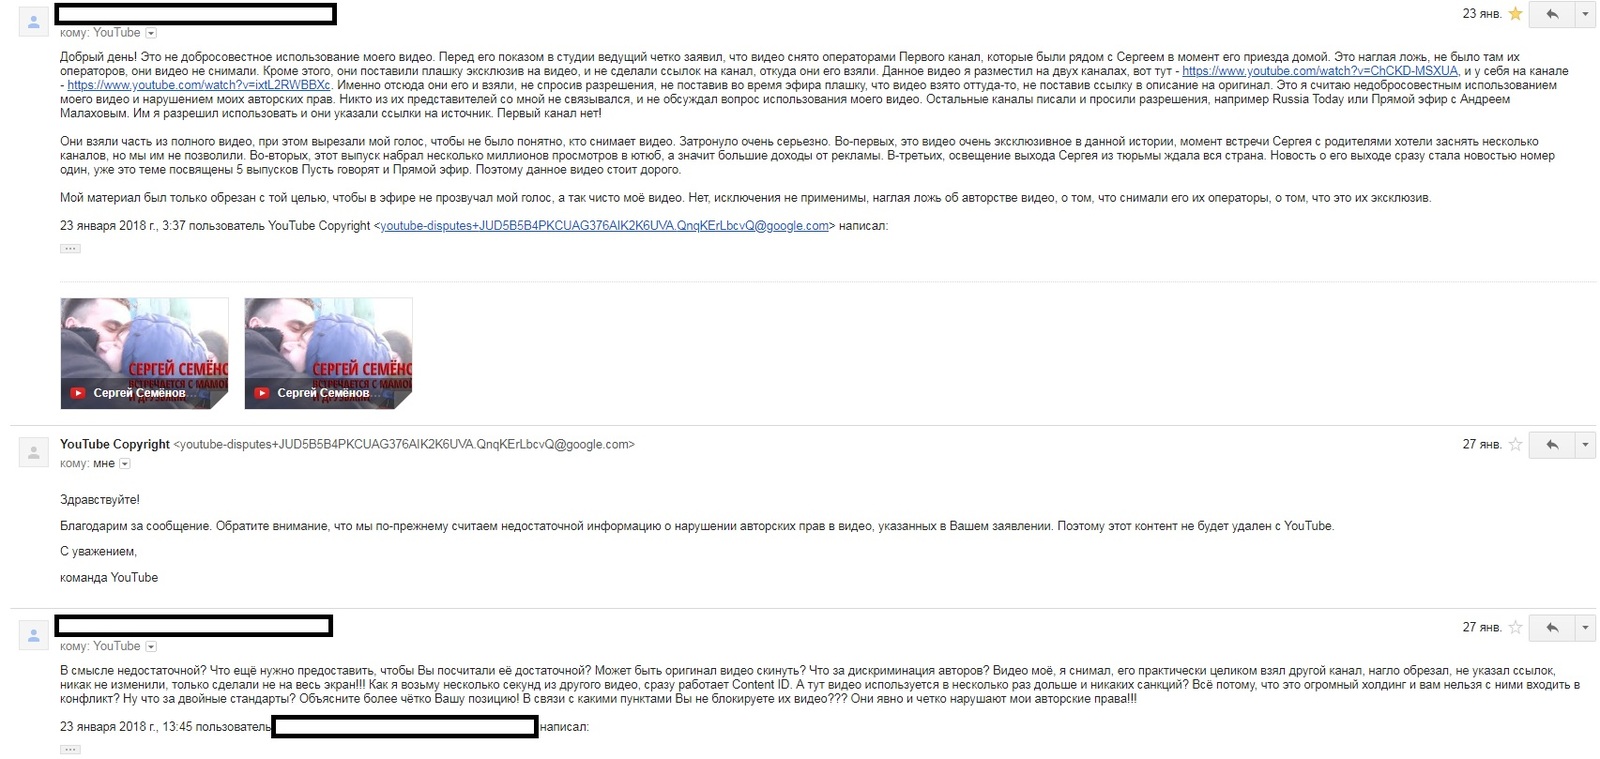 23 янв.
кому: YouTube
Добрый день! Это не добросовестное использование моего видео. Перед его показом в студии ведущий четко заявил, что видео снято операторами Первого канал, которые были рядом с Сергеем в момент его приезда домой. Это наглая ложь, не было там их
операторов, они видео не снимали. Кроме этого, они поставили плашку эксклюзив на видео, и не сделали ссылок на канал, откуда они его взяли. Данное видео я разместил на двух каналах, вот тут - https://www.youtube.com/watch?v=ChCKD-MSXUA, и у себя на канале
- https://www.youtube.com/watch?v=ixtL2RWBBXc. Именно отсюда они его и взяли, не спросив разрешения, не поставив во время эфира плашку, что видео взято оттуда-то, не поставив ссылку в описание на оригинал. Это я считаю недобросовестным использованием
моего видео и нарушением моих авторских прав. Никто из их представителей со мной не связывался, и не обсуждал вопрос использования моего видео. Остальные каналы писали и просили разрешения, например Russia Today или Прямой эфир с Андреем
Малаховым. Им я разрешил использовать и они указали ссылки на источник. Первый канал нет!
Они взяли часть из полного видео, при этом вырезали мой голос, чтобы не было понятно, кто снимает видео. Затронуло очень серьезно. Во-первых, это видео очень эксклюзивное в данной истории, момент встречи Сергея с родителями хотели заснять несколько
каналов, но мы им не позволили. Во-вторых, этот выпуск набрал несколько миллионов просмотров в ютюб, а значит большие доходы от рекламы. В-третьих, освещение выхода Сергея из тюрьмы ждала вся страна. Новость о его выходе сразу стала новостью номер
один, уже это теме посвящены 5 выпусков Пусть говорят и Прямой эфир. Поэтому данное видео стоит дорого.
Мой материал был только обрезан с той целью, чтобы в эфире не прозвучал мой голос, а так чисто моё видео. Нет, исключения не применимы, наглая ложь об авторстве видео, о том, что снимали его их операторы, о том, что это их эксклюзив.
23 января 2018 г., 3:37 пользователь YouTube Copyright <youtube-disputes+JUD5B5B4PKCUAG376AIK2K6UVA.QnqKErLbcvQ@google.com> написал:
СЕРГЕЙ СЕМЁНО
ВСТРЕЧАЕТСЯ С МАМОЙ
И ДРУЗЬЯМИ
Сергей Семёнов...
СЕРГЕЙ СЕМЁНО
ВСТРЕЧАЕТСЯ С МАМОЙ
И ДРУЗЬЯМИ
Сергей Семёнов...
YouTube Copyright <youtube-disputes+JUD5B5B4PKCUAG376AIK2K6UVA.QnqKErLbcvQ@google.com> 27 янв.
кому: мне
Здравствуйте!
Благодарим за сообщение. Обратите внимание, что мы по-прежнему считаем недостаточной информацию о нарушении авторских прав в видео, указанных в Вашем заявлении. Поэтому этот контент не будет удален с YouTube.
С уважением,
команда YouTube
27 янв.
кому: YouTube
В смысле недостаточной? Что ещё нужно предоставить, чтобы Вы посчитали её достаточной? Может быть оригинал видео скинуть? Что за дискриминация авторов? Видео моё, я снимал, его практически целиком взял другой канал, нагло обрезал, не указал ссылок,
никак не изменили, только сделали не на весь экран!!! Как я возьму несколько секунд из другого видео, сразу работает Content ID. А тут видео используется в несколько раз дольше и никаких санкций? Всё потому, что это огромный холдинг и вам нельзя с ними входить в
конфликт? Ну что за двойные стандарты? Объясните более чётко Вашу позицию! В связи с какими пунктами Вы не блокируете их видео??? Они явно и четко нарушают мои авторские права!!!
23 января 2018 г., 13:45 пользователь написал: